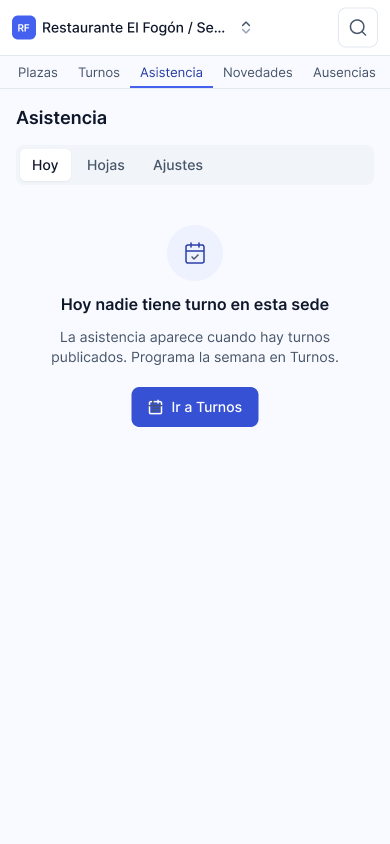 RF Restaurante El Fogón / Se...
Plazas Turnos Asistencia Novedades Ausencias
Asistencia
Hoy Hojas Ajustes
Hoy nadie tiene turno en esta sede
La asistencia aparece cuando hay turnos
publicados. Programa la semana en Turnos.
Ir a Turnos